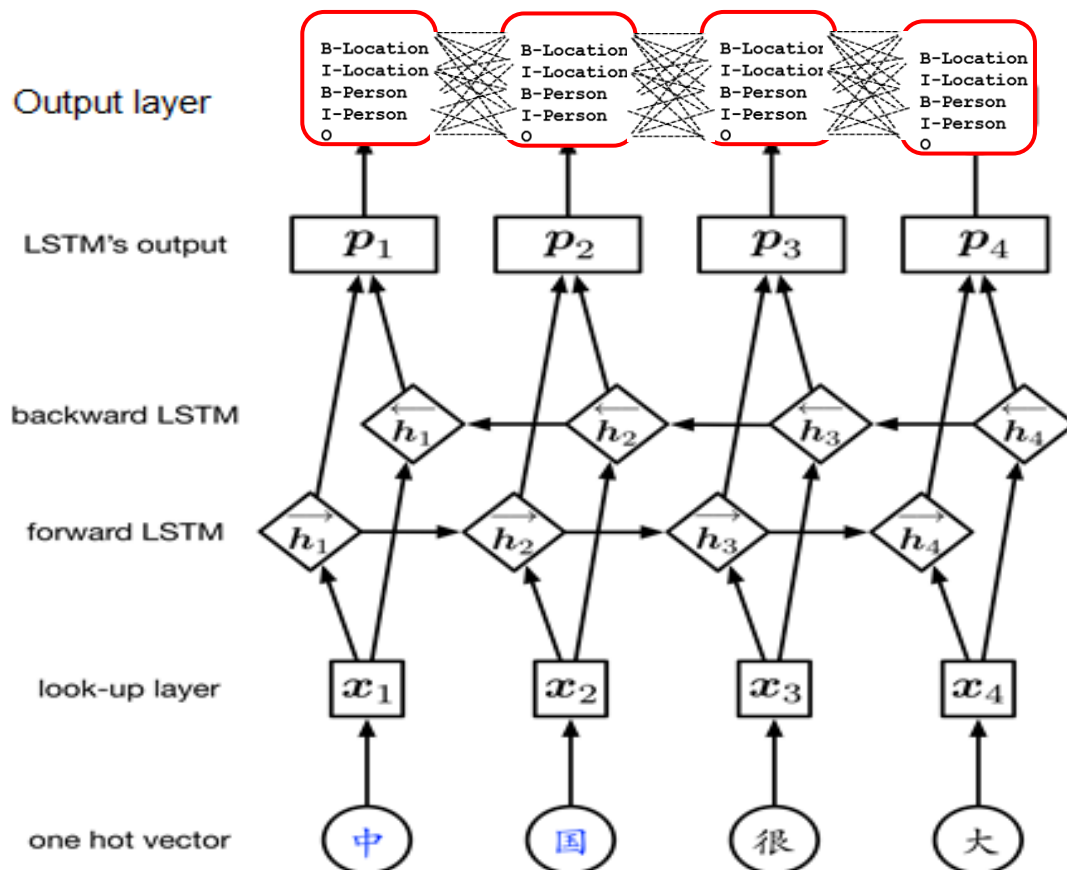 Output layer
B-Location
I-Location
B-Person
I-Person
O
B-Location
I-Location
B-Person
I-Person
O
B-Location
I-Location
B-Person
I-Person
O
B-Location
I-Location
B-Person
I-Person
O
LSTM's output
p₁ p₂ p₃ p₄
backward LSTM
←h₁ ←h₂ ←h₃ ←h₄
forward LSTM
→h₁ →h₂ →h₃ →h₄
look-up layer
x₁ x₂ x₃ x₄
one hot vector
中 国 很 大